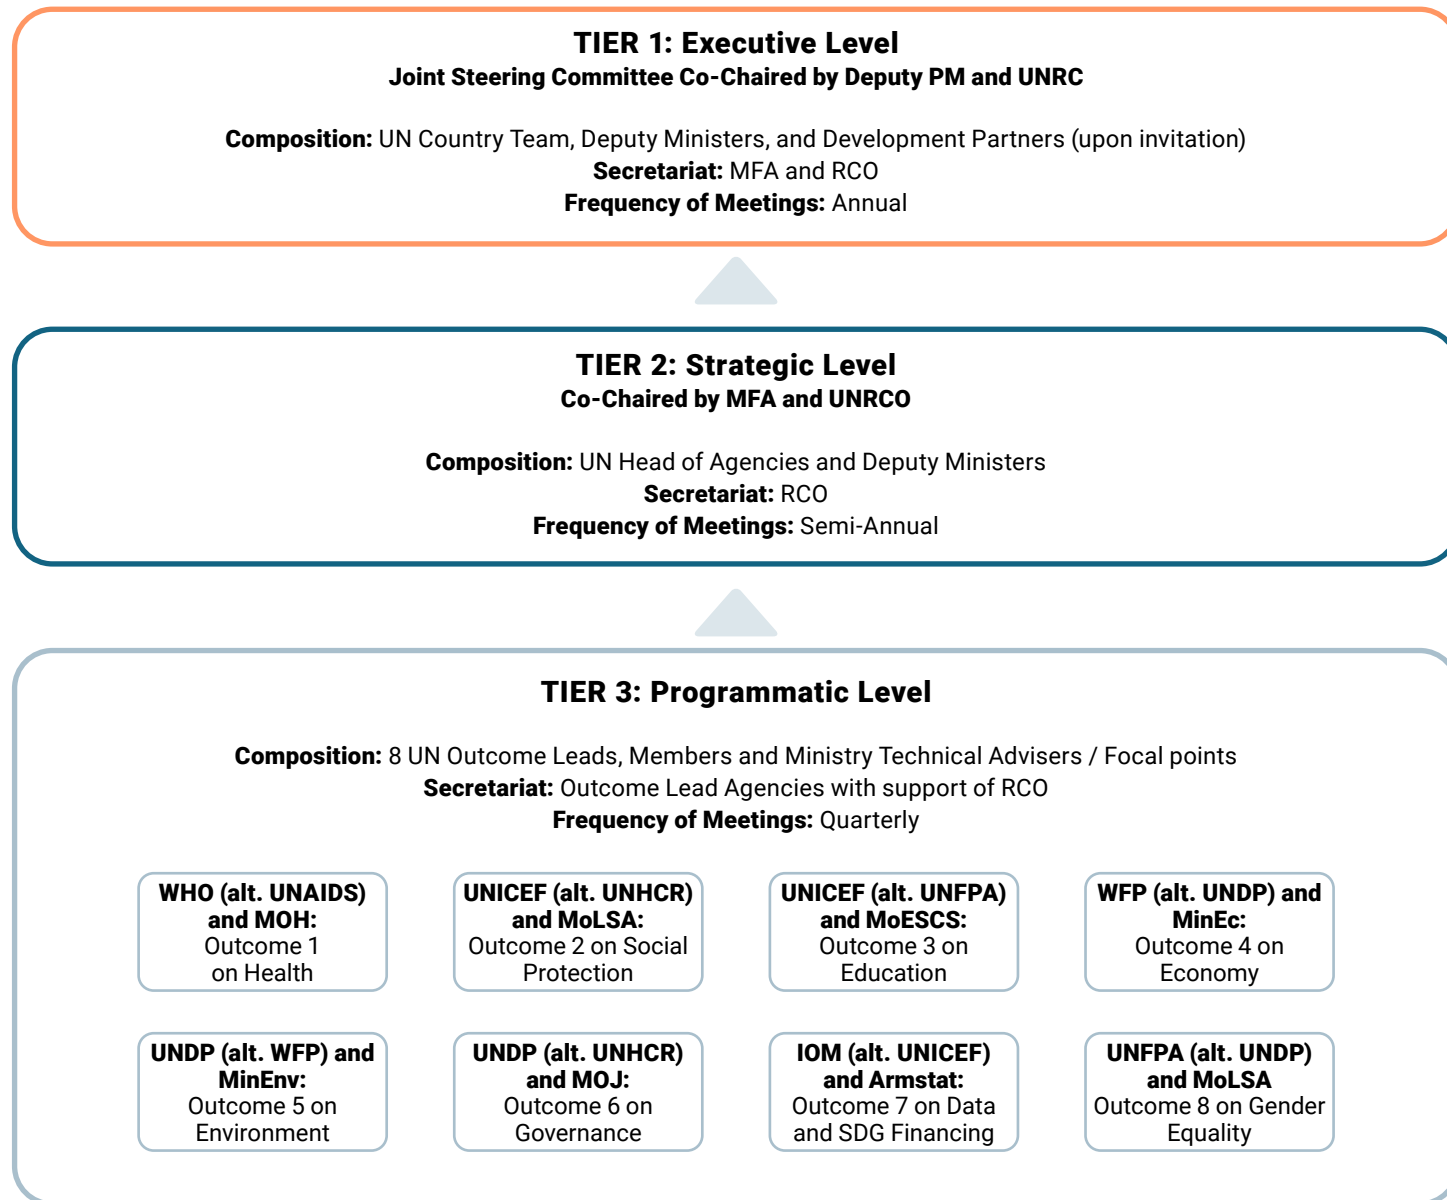 TIER 1: Executive Level
Joint Steering Committee Co-Chaired by Deputy PM and UNRC
Composition: UN Country Team, Deputy Ministers, and Development Partners (upon invitation)
Secretariat: MFA and RCO
Frequency of Meetings: Annual
TIER 2: Strategic Level
Co-Chaired by MFA and UNRCO
Composition: UN Head of Agencies and Deputy Ministers
Secretariat: RCO
Frequency of Meetings: Semi-Annual
TIER 3: Programmatic Level
Composition: 8 UN Outcome Leads, Members and Ministry Technical Advisers / Focal points
Secretariat: Outcome Lead Agencies with support of RCO
Frequency of Meetings: Quarterly
WHO (alt. UNAIDS)
and MOH:
Outcome 1
on Health
UNICEF (alt. UNHCR)
and MoLSA:
Outcome 2 on Social
Protection
UNICEF (alt. UNFPA)
and MoESCS:
Outcome 3 on
Education
WFP (alt. UNDP) and
MinEc:
Outcome 4 on
Economy
UNDP (alt. WFP) and
MinEnv:
Outcome 5 on
Environment
UNDP (alt. UNHCR)
and MOJ:
Outcome 6 on
Governance
IOM (alt. UNICEF)
and Armstat:
Outcome 7 on Data
and SDG Financing
UNFPA (alt. UNDP)
and MoLSA
Outcome 8 on Gender
Equality